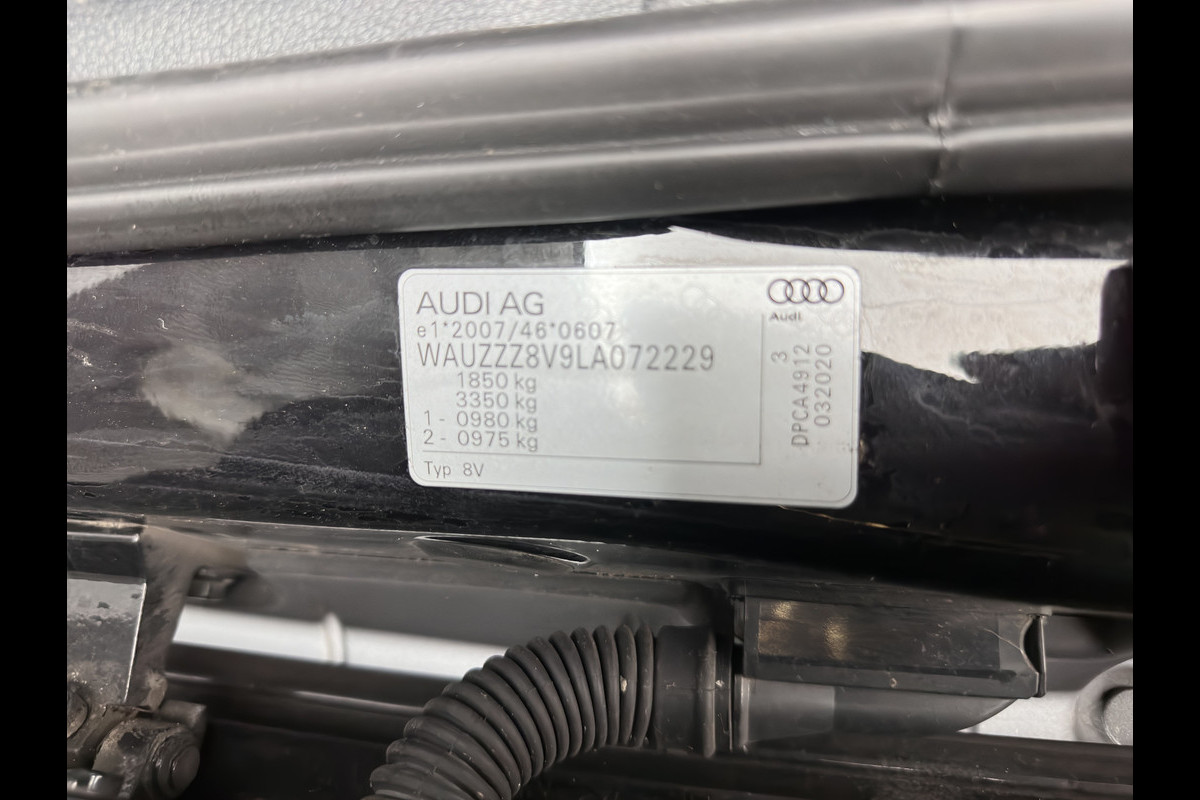 AUDI AG
Audi
e1*2007/46*0607
WAUZZZ8V9LA072229
1850 kg
3350 kg
1 - 0980 kg
2 - 0975 kg
Typ 8V
3
DPCA4912
032020